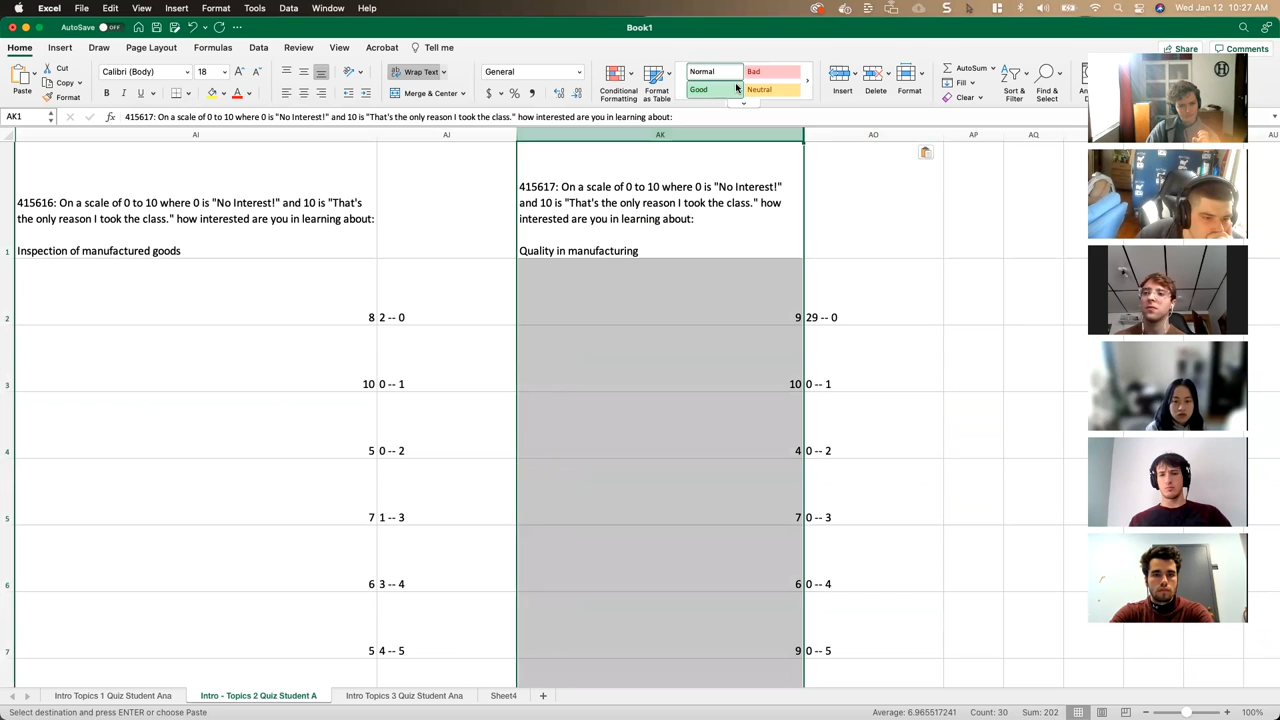 Excel File Edit View Insert Format Tools Data Window Help Wed Jan 12 10:27 AM
AutoSave OFF Book1
Home Insert Draw Page Layout Formulas Data Review View Acrobat Tell me Share Comments
Paste Cut Copy Format
Calibri (Body) 18 A A
B I U A
Wrap Text Merge & Center
General
$ % ,
Conditional Formatting Format as Table
Normal Bad
Good Neutral
Insert Delete Format
AutoSum Fill Clear
Sort & Filter Find & Select
AK1 fx 415617: On a scale of 0 to 10 where 0 is "No Interest!" and 10 is "That's the only reason I took the class." how interested are you in learning about:
AI AJ AK AO AP AQ AU
415616: On a scale of 0 to 10 where 0 is "No Interest!" and 10 is "That's
the only reason I took the class." how interested are you in learning about:
Inspection of manufactured goods
415617: On a scale of 0 to 10 where 0 is "No Interest!"
and 10 is "That's the only reason I took the class." how
interested are you in learning about:
Quality in manufacturing
1
2 8 2 -- 0 9 29 -- 0
3 10 0 -- 1 10 0 -- 1
4 5 0 -- 2 4 0 -- 2
5 7 1 -- 3 7 0 -- 3
6 6 3 -- 4 6 0 -- 4
7 5 4 -- 5 9 0 -- 5
Intro Topics 1 Quiz Student Ana Intro - Topics 2 Quiz Student A Intro Topics 3 Quiz Student Ana Sheet4
Select destination and press ENTER or choose Paste Average: 6.965517241 Count: 30 Sum: 202 100%